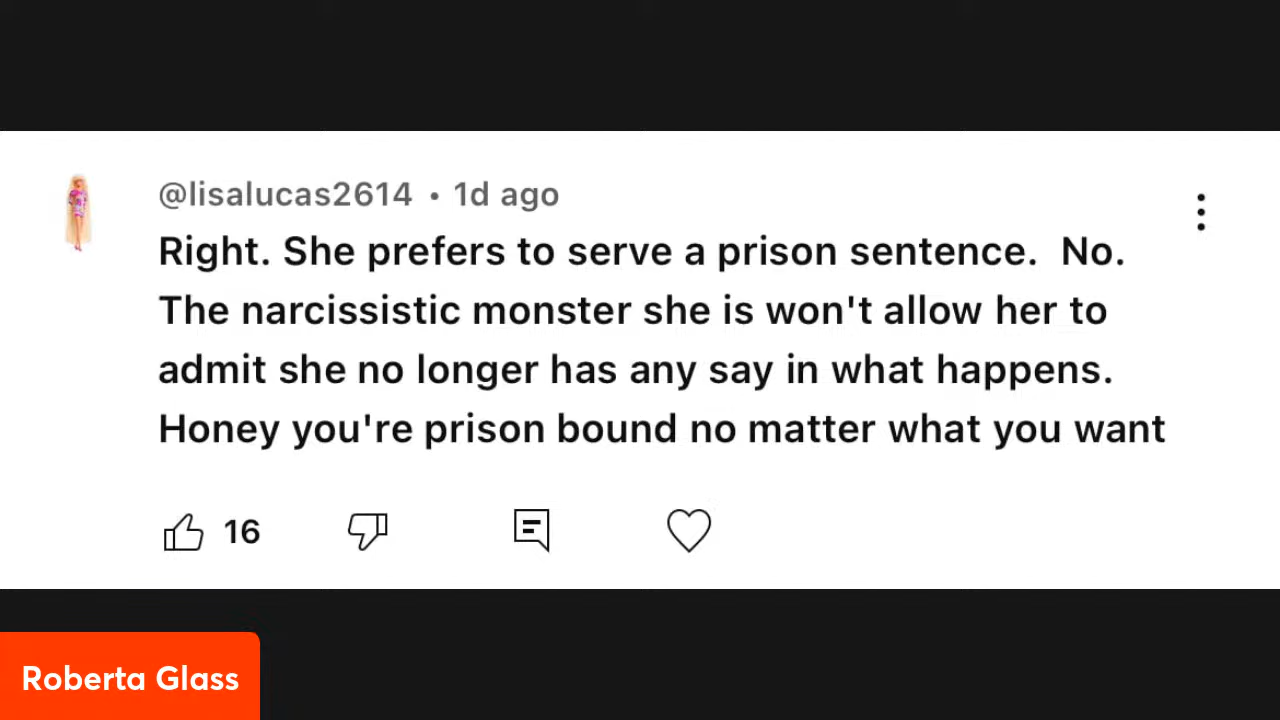 @lisalucas2614 • 1d ago
Right. She prefers to serve a prison sentence.  No.
The narcissistic monster she is won't allow her to
admit she no longer has any say in what happens.
Honey you're prison bound no matter what you want
16
Roberta Glass